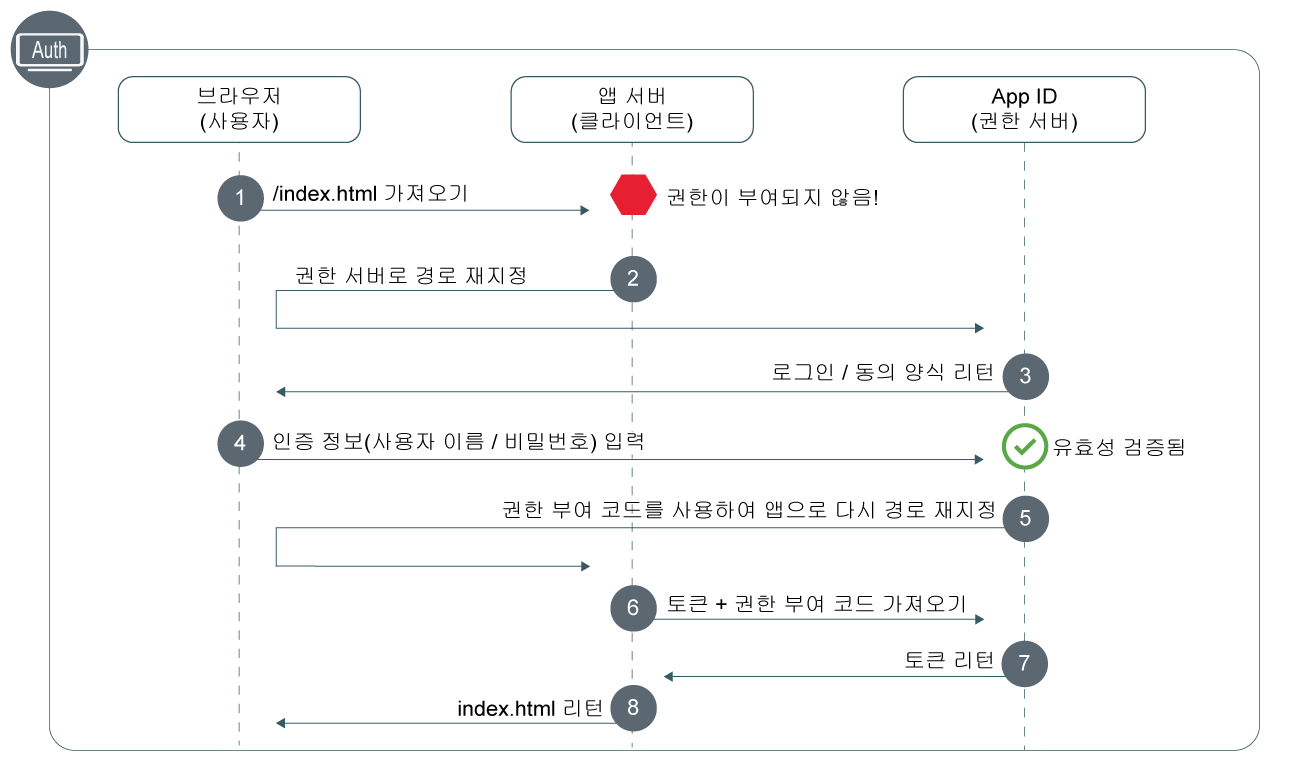 Auth
브라우저
(사용자)
앱 서버
(클라이언트)
App ID
(권한 서버)
1
/index.html 가져오기
권한이 부여되지 않음!
권한 서버로 경로 재지정
2
로그인 / 동의 양식 리턴
3
4
인증 정보(사용자 이름 / 비밀번호) 입력
유효성 검증됨
권한 부여 코드를 사용하여 앱으로 다시 경로 재지정
5
6
토큰 + 권한 부여 코드 가져오기
토큰 리턴
7
index.html 리턴
8